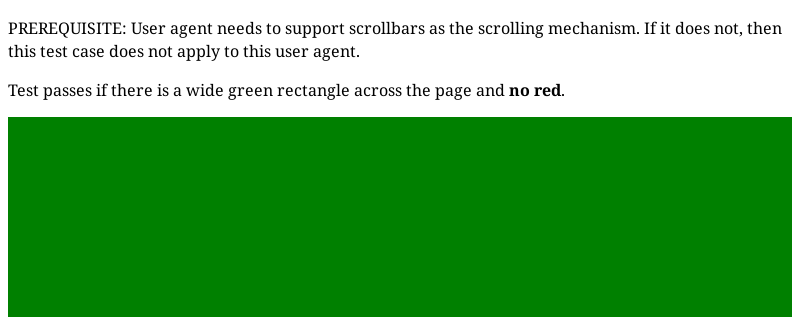 PREREQUISITE: User agent needs to support scrollbars as the scrolling mechanism. If it does not, then
this test case does not apply to this user agent.
Test passes if there is a wide green rectangle across the page and no red.